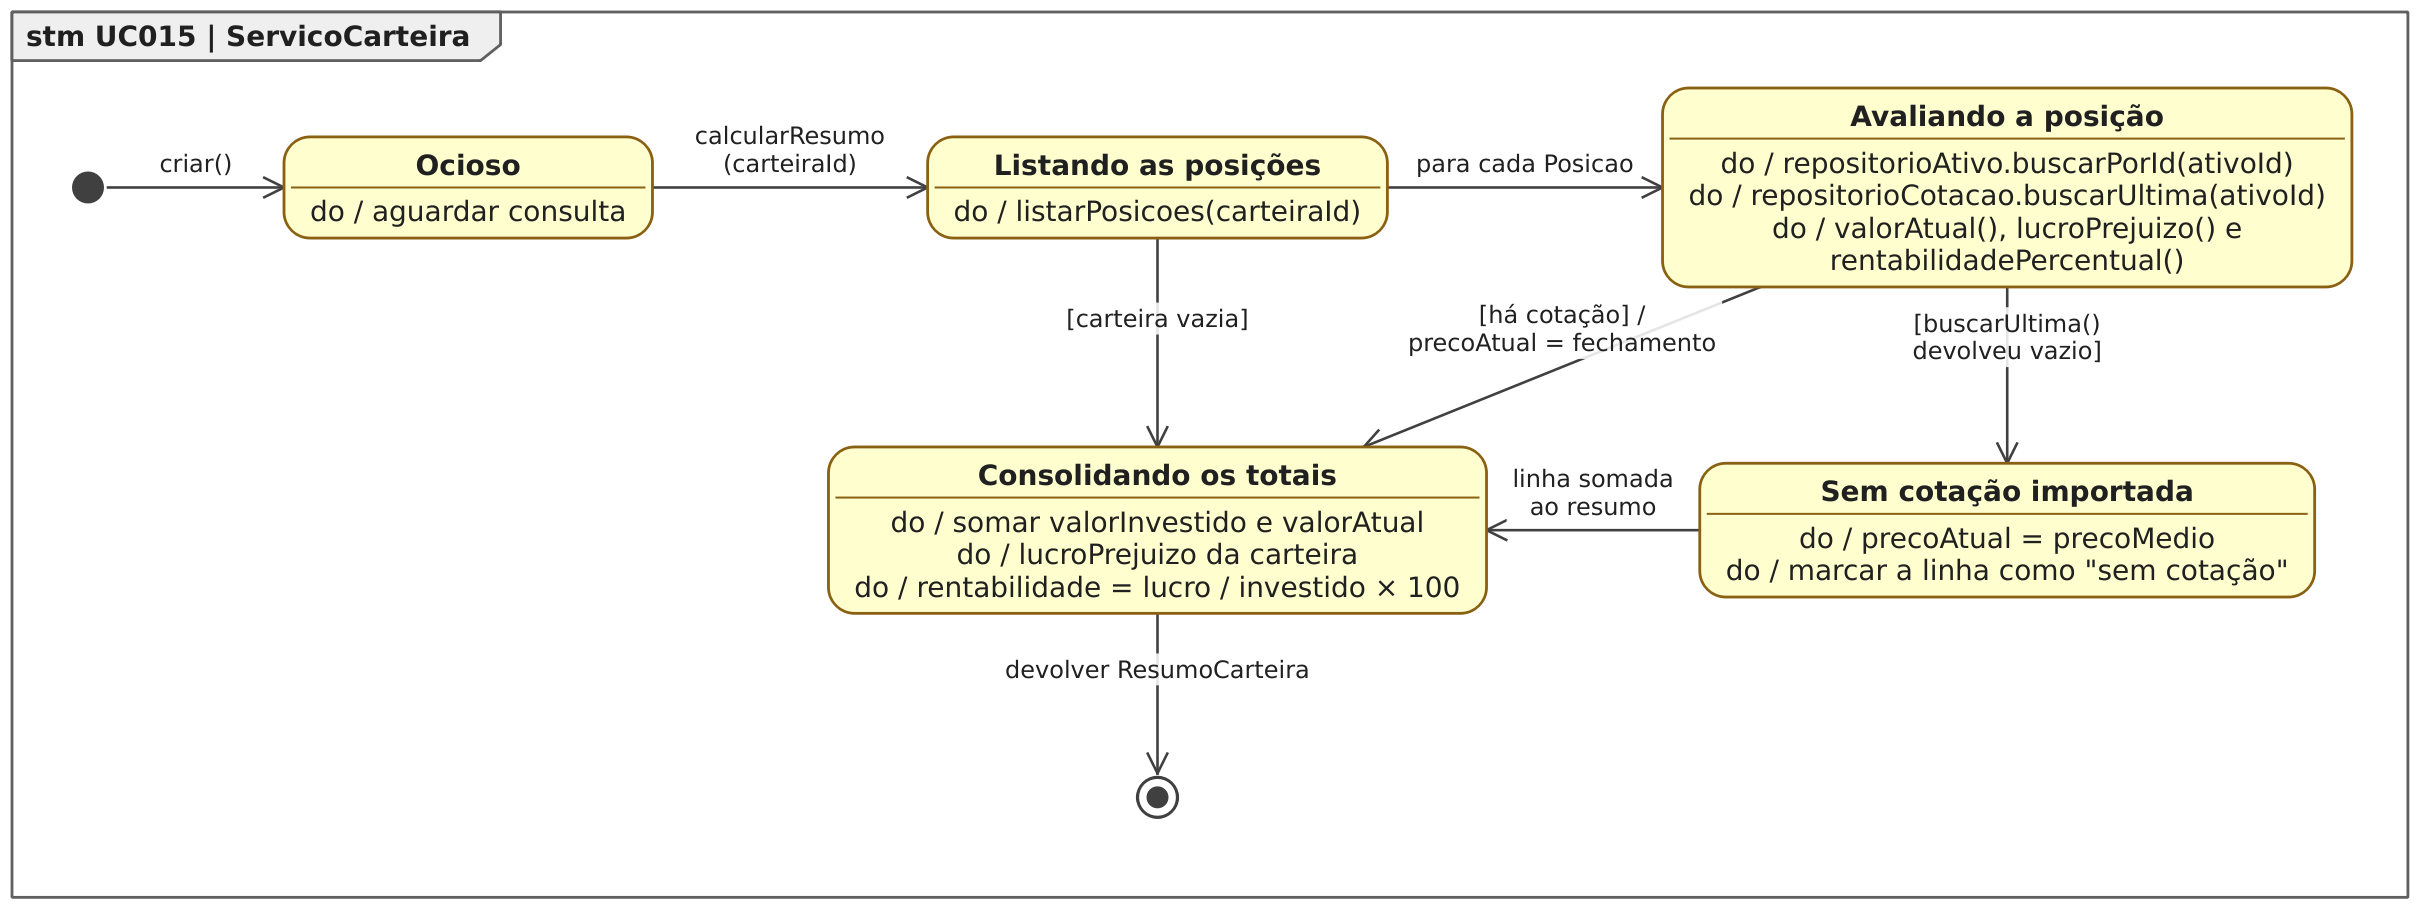 stm UC015 | ServicoCarteira
criar()
Ocioso
do / aguardar consulta
calcularResumo
(carteiraId)
Listando as posições
do / listarPosicoes(carteiraId)
para cada Posicao
Avaliando a posição
do / repositorioAtivo.buscarPorId(ativoId)
do / repositorioCotacao.buscarUltima(ativoId)
do / valorAtual(), lucroPrejuizo() e
rentabilidadePercentual()
[carteira vazia]
[há cotação] /
precoAtual = fechamento
[buscarUltima()
devolveu vazio]
Consolidando os totais
do / somar valorInvestido e valorAtual
do / lucroPrejuizo da carteira
do / rentabilidade = lucro / investido × 100
linha somada
ao resumo
Sem cotação importada
do / precoAtual = precoMedio
do / marcar a linha como "sem cotação"
devolver ResumoCarteira